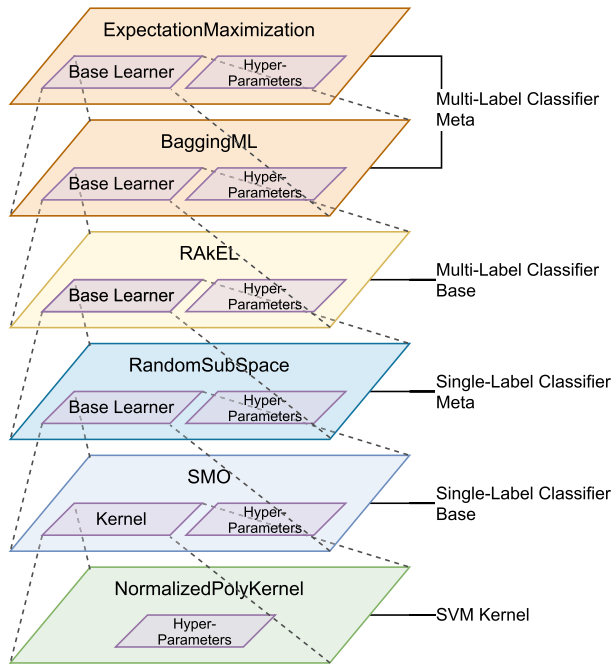 ExpectationMaximization
Base Learner
Hyper-
Parameters
Multi-Label Classifier
Meta
BaggingML
Base Learner
Hyper-
Parameters
RAkEL
Base Learner
Hyper-
Parameters
Multi-Label Classifier
Base
RandomSubSpace
Base Learner
Hyper-
Parameters
Single-Label Classifier
Meta
SMO
Kernel
Hyper-
Parameters
Single-Label Classifier
Base
NormalizedPolyKernel
Hyper-
Parameters
SVM Kernel